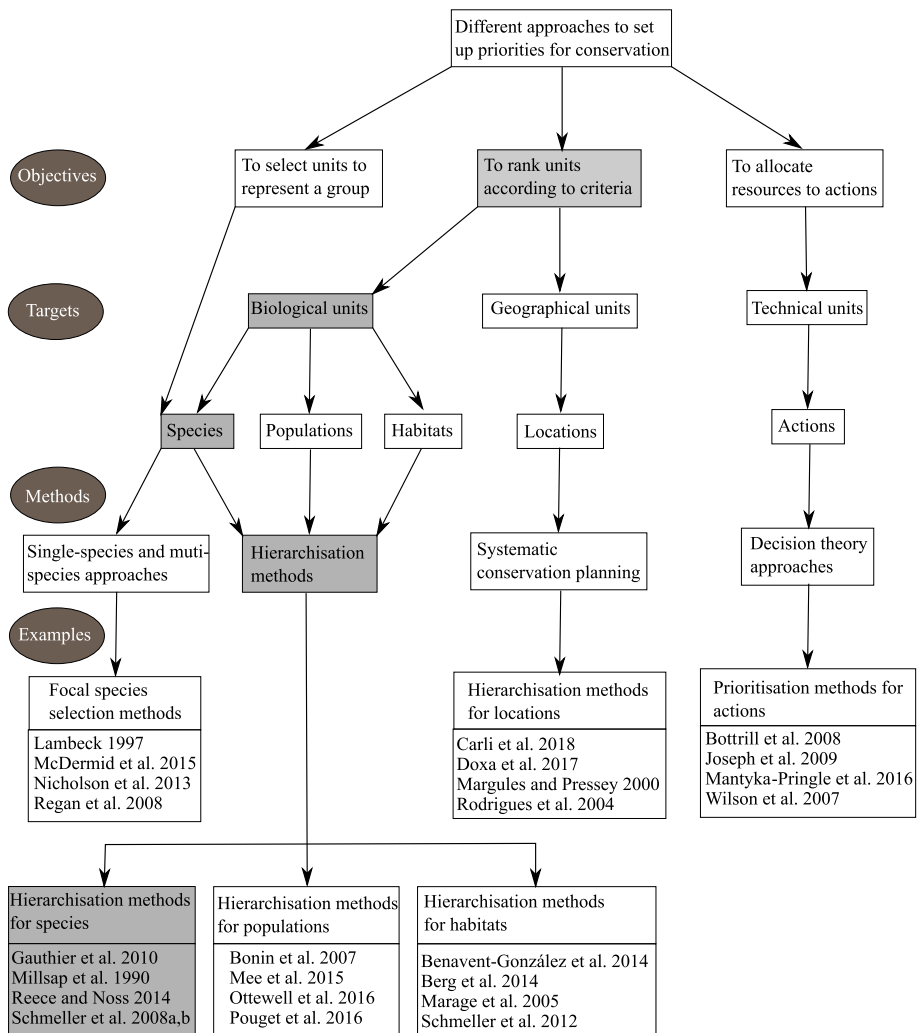 Different approaches to set
up priorities for conservation
Objectives
To select units to
represent a group
To rank units
according to criteria
To allocate
resources to actions
Targets
Biological units
Geographical units
Technical units
Species
Populations
Habitats
Locations
Actions
Methods
Single-species and muti-
species approaches
Hierarchisation
methods
Systematic
conservation planning
Decision theory
approaches
Examples
Focal species
selection methods
Lambeck 1997
McDermid et al. 2015
Nicholson et al. 2013
Regan et al. 2008
Hierarchisation methods
for locations
Carli et al. 2018
Doxa et al. 2017
Margules and Pressey 2000
Rodrigues et al. 2004
Prioritisation methods for
actions
Bottrill et al. 2008
Joseph et al. 2009
Mantyka-Pringle et al. 2016
Wilson et al. 2007
Hierarchisation methods
for species
Gauthier et al. 2010
Millsap et al. 1990
Reece and Noss 2014
Schmeller et al. 2008a,b
Hierarchisation methods
for populations
Bonin et al. 2007
Mee et al. 2015
Ottewell et al. 2016
Pouget et al. 2016
Hierarchisation methods
for habitats
Benavent-González et al. 2014
Berg et al. 2014
Marage et al. 2005
Schmeller et al. 2012